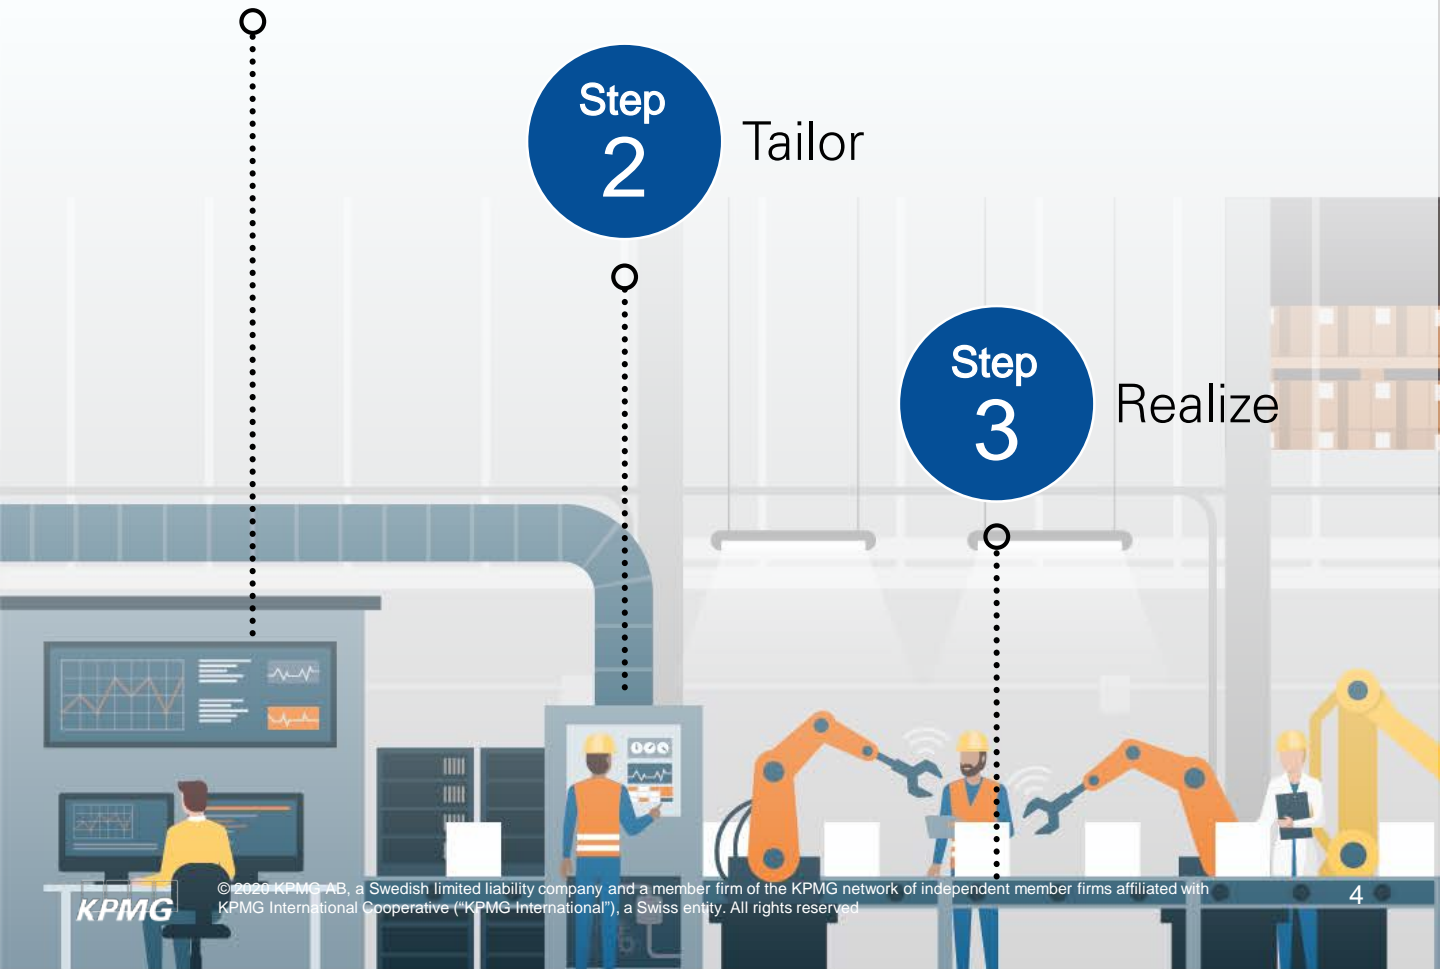 Step
2
Tailor
Step
3
Realize
KPMG
© 2020 KPMG AB, a Swedish limited liability company and a member firm of the KPMG network of independent member firms affiliated with
KPMG International Cooperative (“KPMG International”), a Swiss entity. All rights reserved
4